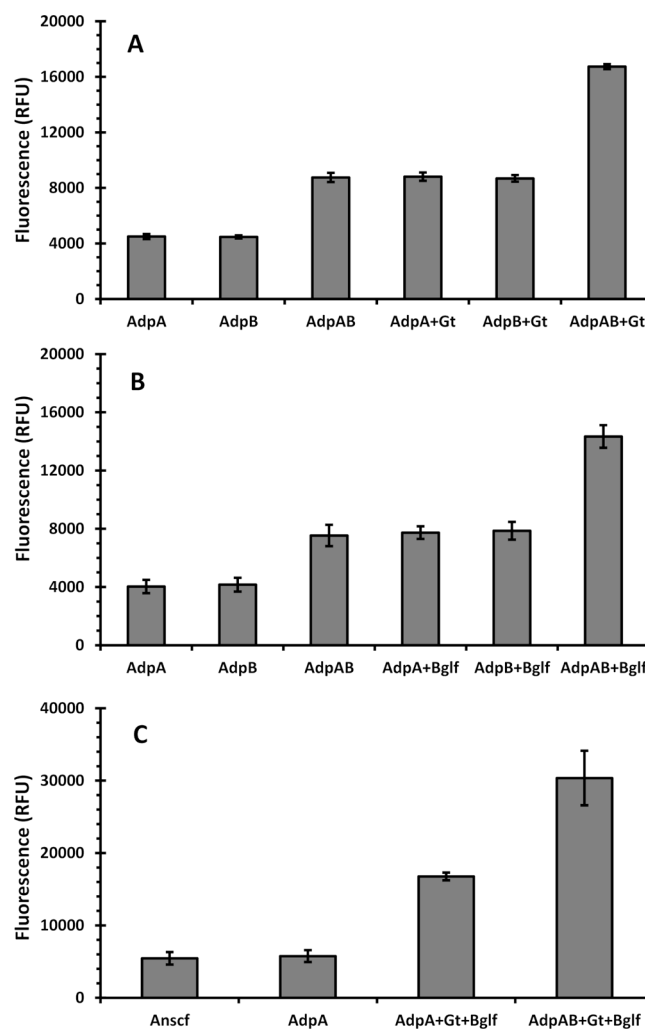 A
Fluorescence (RFU)
20000
16000
12000
8000
4000
0
AdpA AdpB AdpAB AdpA+Gt AdpB+Gt AdpAB+Gt
B
Fluorescence (RFU)
20000
16000
12000
8000
4000
0
AdpA AdpB AdpAB AdpA+Bglf AdpB+Bglf AdpAB+Bglf
C
Fluorescence (RFU)
40000
30000
20000
10000
0
Anscf AdpA AdpA+Gt+Bglf AdpAB+Gt+Bglf